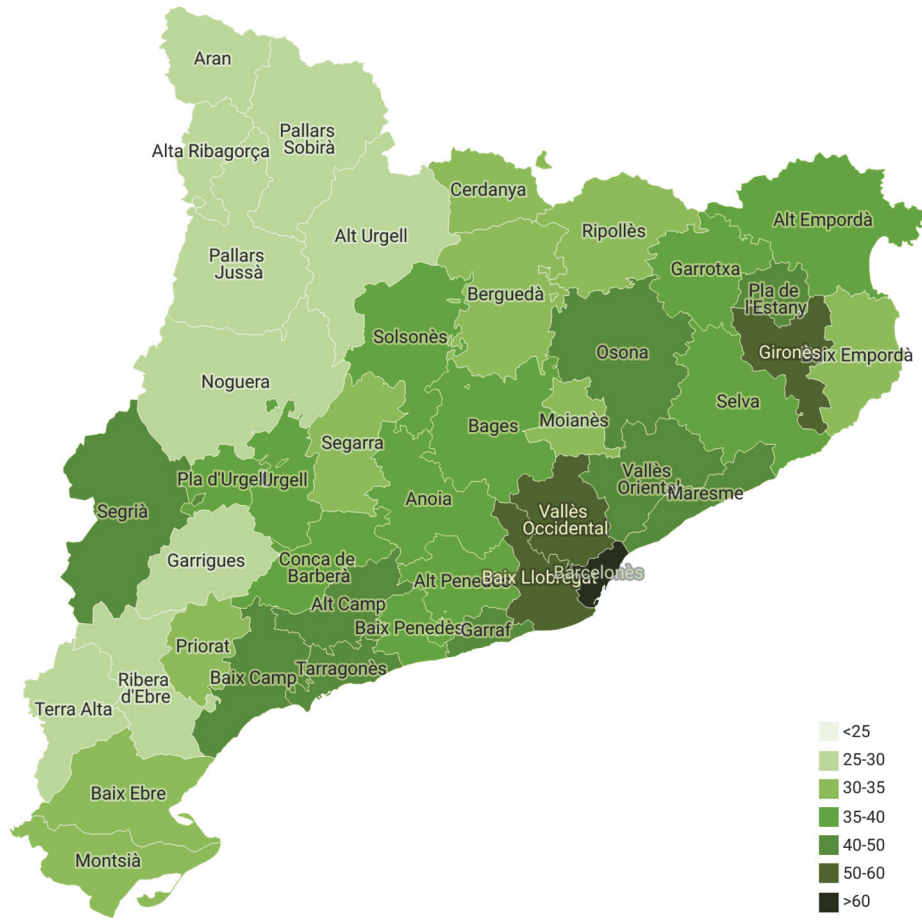 Aran
Pallars
Sobirà
Alta Ribagorça
Cerdanya
Alt Empordà
Ripollès
Alt Urgell
Pallars
Jussà
Garrotxa
Berguedà
Pla de
l'Estany
Solsonès
Osona
Gironès
Baix Empordà
Noguera
Selva
Moianès
Bages
Segarra
Vallès
Oriental
Pla d'Urgell
Urgell
Maresme
Anoia
Segrià
Vallès
Occidental
Garrigues
Conca de
Barberà
Barcelonès
Alt Penedès
Baix Llobregat
Alt Camp
Baix Penedès
Garraf
Priorat
Tarragonès
Baix Camp
Ribera
d'Ebre
Terra Alta
Baix Ebre
Montsià
<25
25-30
30-35
35-40
40-50
50-60
>60